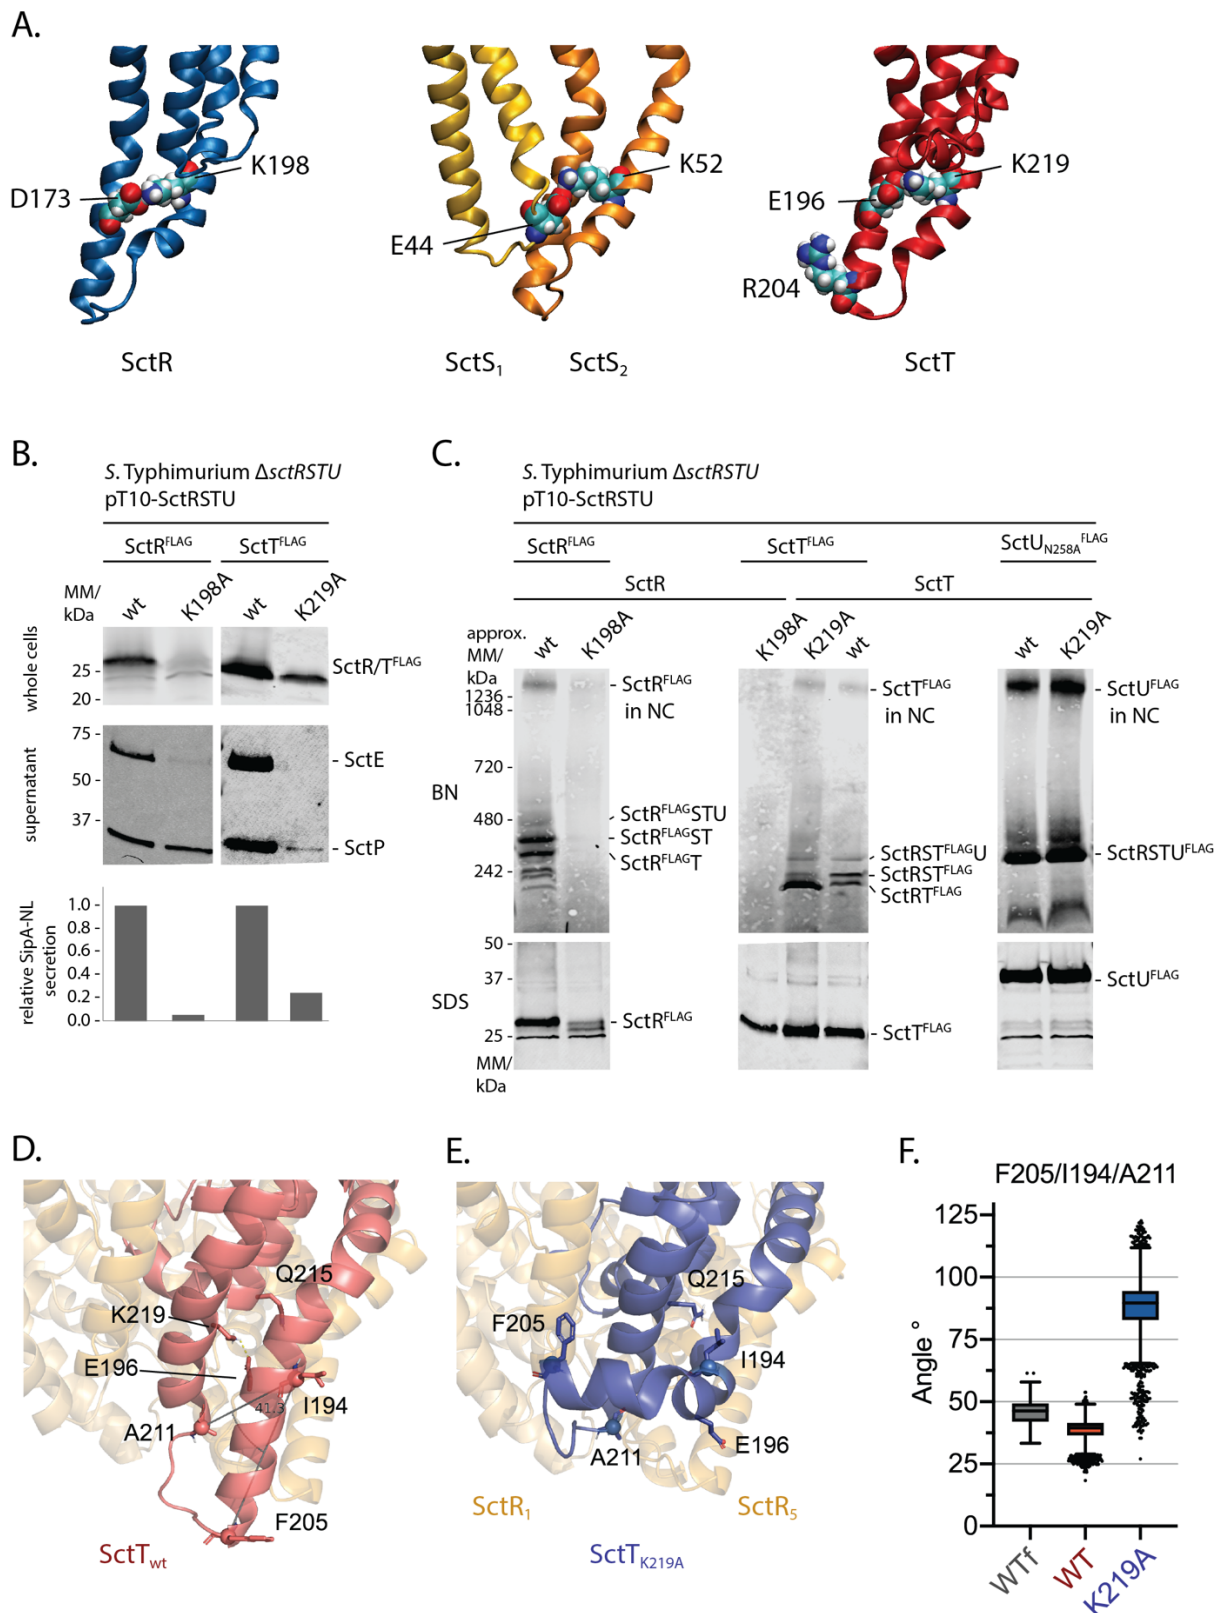 A.
D173
K198
E44
K52
E196
K219
R204
SctR
SctS1
SctS2
SctT
B.
S. Typhimurium ΔsctRSTU
pT10-SctRSTU
SctRFLAG
SctTFLAG
MM/
kDa
wt
K198A
wt
K219A
whole cells
25
20
SctR/TFLAG
supernatant
75
50
37
SctE
SctP
relative SipA-NL
secretion
1.0
0.8
0.6
0.4
0.2
0.0
C.
S. Typhimurium ΔsctRSTU
pT10-SctRSTU
SctRFLAG
SctTFLAG
SctUN258AFLAG
SctR
SctT
approx.
MM/
kDa
wt
K198A
K198A
K219A
wt
wt
K219A
1236
1048
720
480
242
BN
SctRFLAG
in NC
SctRFLAGSTU
SctRFLAGST
SctRFLAGT
SctTFLAG
in NC
SctRSTFLAGU
SctRSTFLAG
SctRTFLAG
SctUFLAG
in NC
SctRSTUFLAG
SDS
50
37
25
MM/
kDa
SctRFLAG
SctTFLAG
SctUFLAG
D.
Q215
K219
E196
41.3
I194
A211
F205
SctTwt
E.
Q215
F205
I194
A211
E196
SctR1
SctR5
SctTK219A
F.
F205/I194/A211
Angle °
125
100
75
50
25
0
WTf
WT
K219A